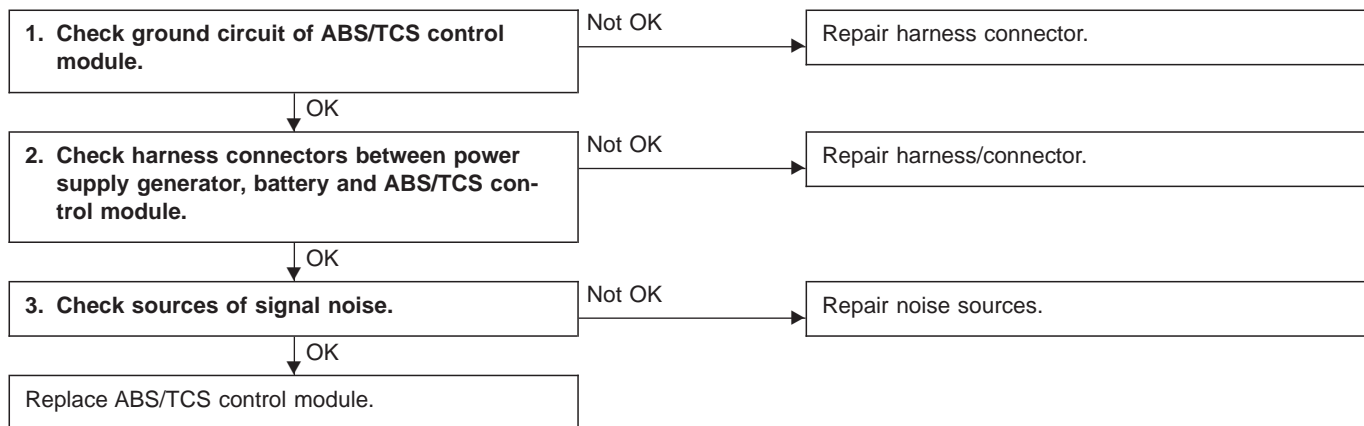 1. Check ground circuit of ABS/TCS control
module.
Not OK
Repair harness connector.
OK
2. Check harness connectors between power
supply generator, battery and ABS/TCS con-
trol module.
Not OK
Repair harness/connector.
OK
3. Check sources of signal noise.
Not OK
Repair noise sources.
OK
Replace ABS/TCS control module.